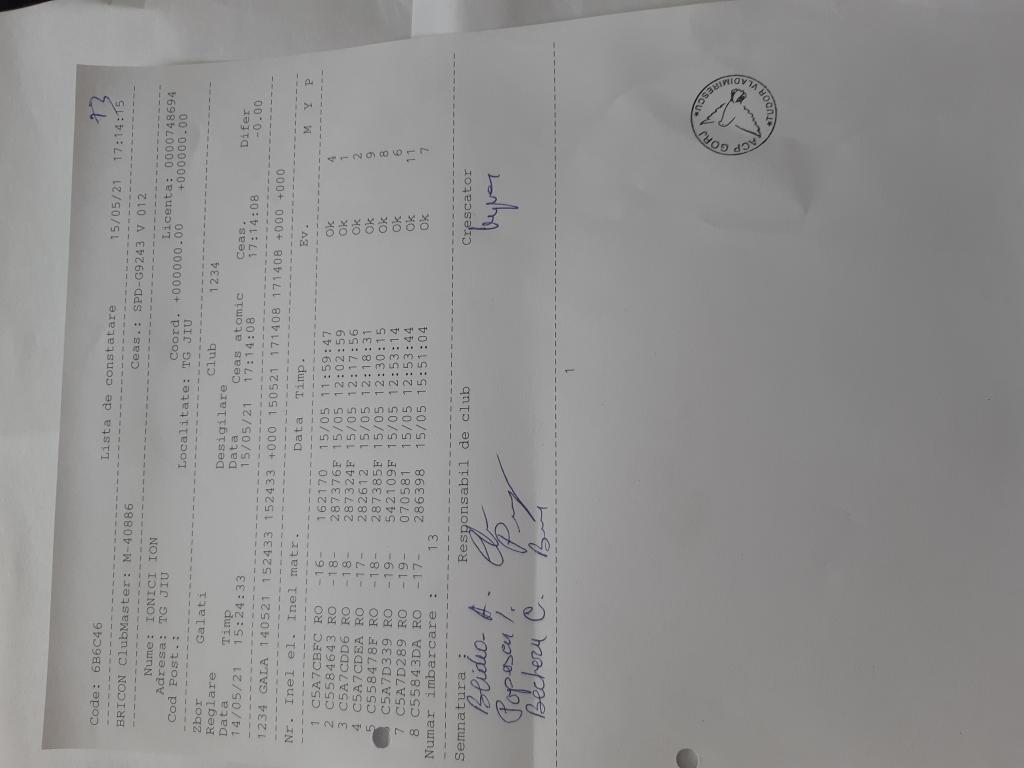 13
Code: 6B6C46 Lista de constatare 15/05/21 17:14:15
BRICON ClubMaster: M-40886 Ceas.: SPD-G9243 V 012
Nume: IONICI ION Licenta: 0000748694
Adresa: TG JIU Coord. +000000.00 +000000.00
Cod Post.: Localitate: TG JIU
Zbor Galati Desigilare Club 1234
Reglare
Data Timp Data Ceas atomic Ceas. Difer
14/05/21 15:24:33 15/05/21 17:14:08 17:14:08 -0.00
1234 GALA 140521 152433 152433 +000 150521 171408 171408 +000 +000
Nr. Inel el. Inel matr. Data Timp. Ev. M Y P
1 C5A7CBFC RO -16- 162170 15/05 11:59:47 Ok 4
2 C5584643 RO -18- 287376F 15/05 12:02:59 Ok 1
3 C5A7CDD6 RO -18- 287324F 15/05 12:17:56 Ok 2
4 C5A7CDEA RO -17- 282612 15/05 12:18:31 Ok 9
5 C558478F RO -18- 287385F 15/05 12:30:15 Ok 8
C5A7D339 RO -19- 542109F 15/05 12:53:14 Ok 6
7 C5A7D289 RO -19- 070581 15/05 12:53:44 Ok 11
8 C55843DA RO -17- 286398 15/05 15:51:04 Ok 7
Numar imbarcare : 13
Semnatura : Responsabil de club Crescator
Blidia A.
Popescu I.
Becheru C.
1
ACP GORJ
*TUDOR VLADIMIRESCU*